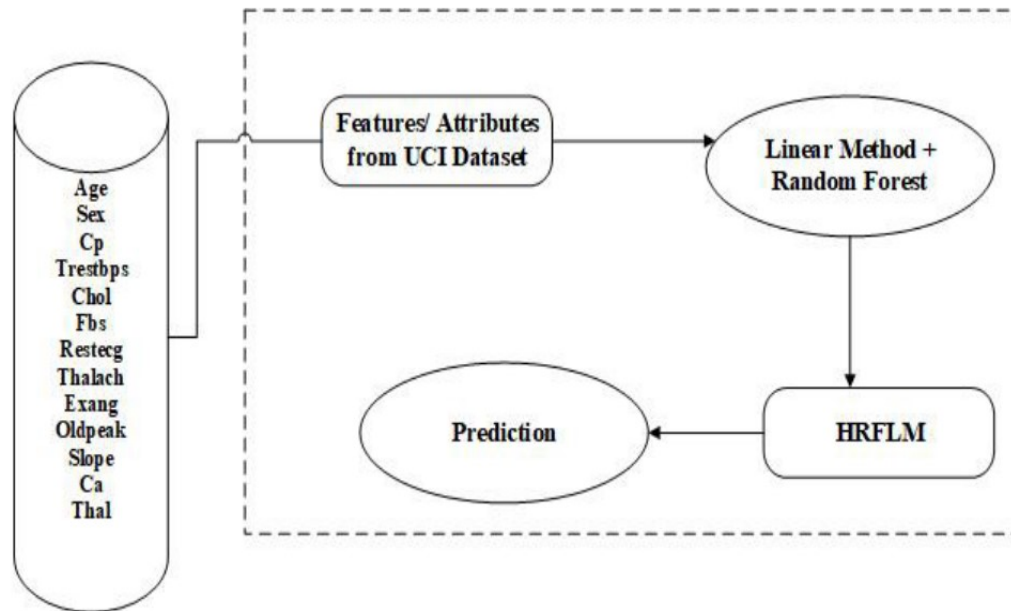 Age
Sex
Cp
Trestbps
Chol
Fbs
Restecg
Thalach
Exang
Oldpeak
Slope
Ca
Thal
Features/ Attributes
from UCI Dataset
Linear Method +
Random Forest
HRFLM
Prediction